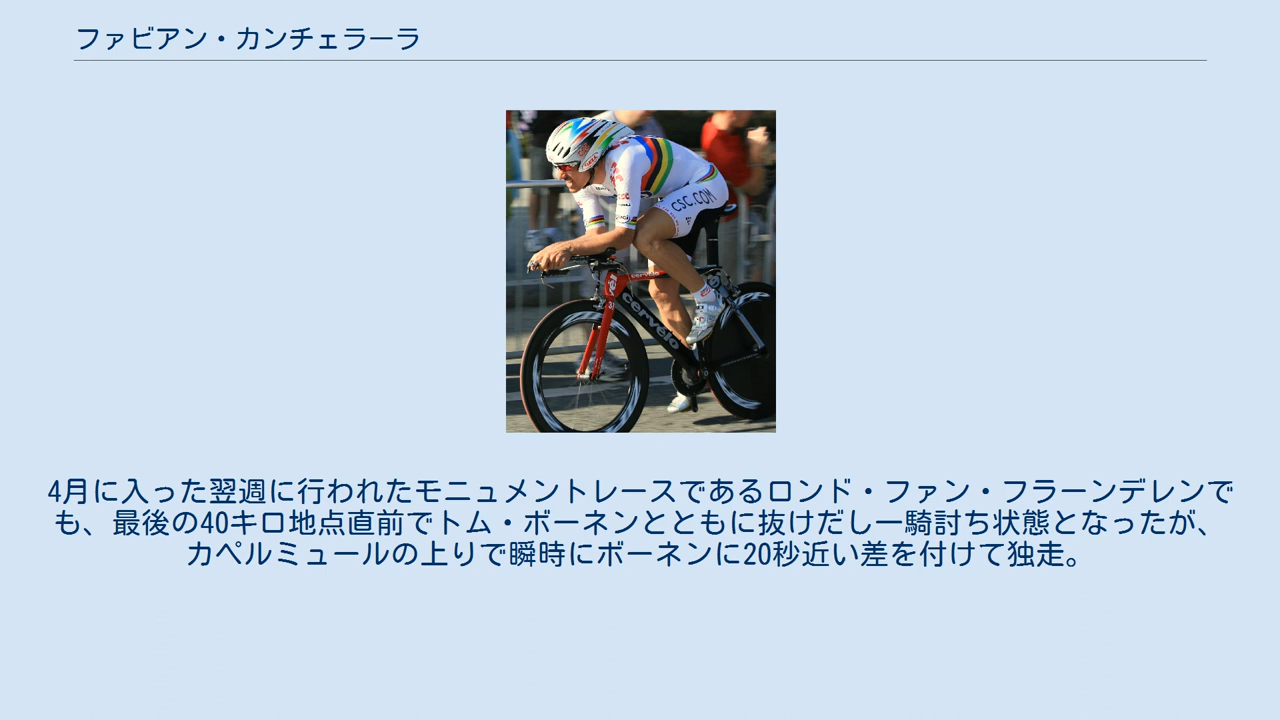 ファビアン・カンチェラーラ
CSC.COM
cervélo
cervélo
4月に入った翌週に行われたモニュメントレースであるロンド・ファン・フラーンデレンで
も、最後の40キロ地点直前でトム・ボーネンとともに抜けだし一騎討ち状態となったが、
カペルミュールの上りで瞬時にボーネンに20秒近い差を付けて独走。